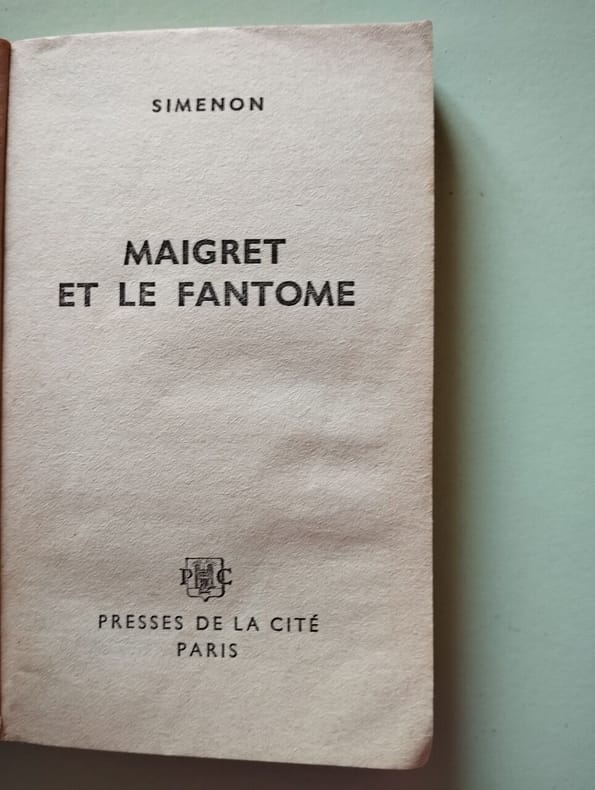 SIMENON
MAIGRET
ET LE FANTOME
P C
PRESSES DE LA CITÉ
PARIS